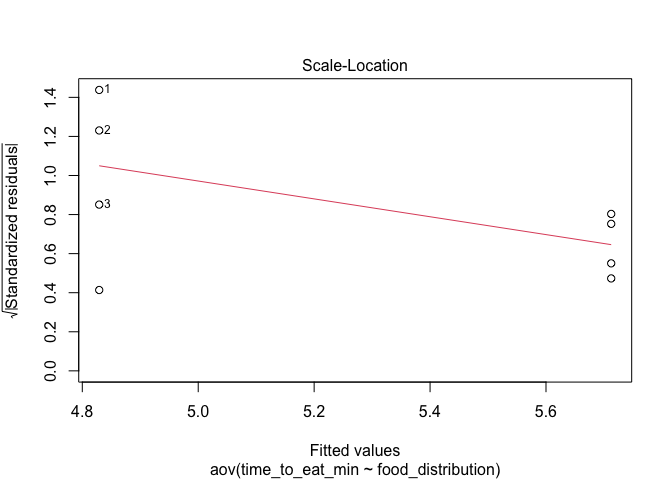 Scale-Location
√|Standardized residuals|
1.4
1.2
1.0
0.8
0.6
0.4
0.2
0.0
1
2
3
4.8 5.0 5.2 5.4 5.6
Fitted values
aov(time_to_eat_min ~ food_distribution)